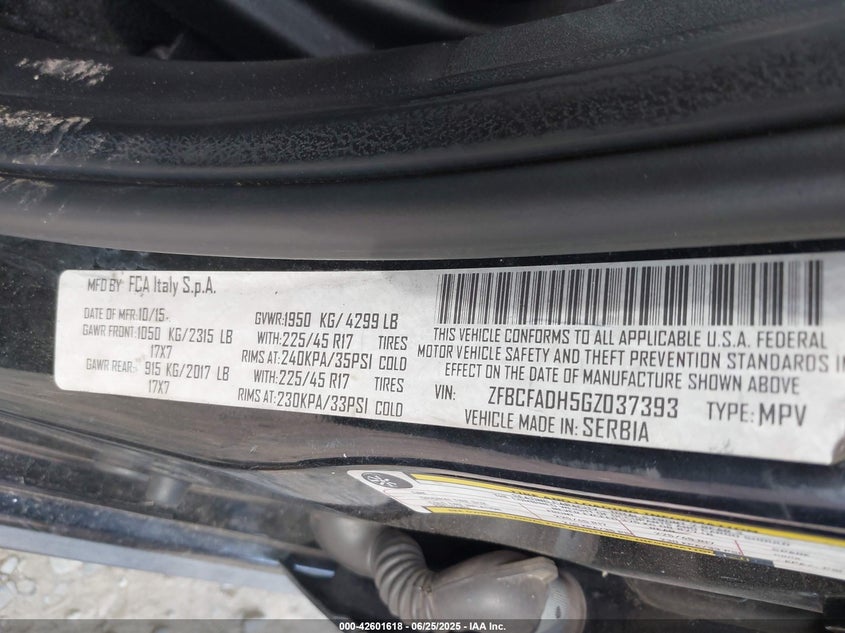 MFD BY: FCA Italy S.p.A.
DATE OF MFR: 10/15
GVWR: 1950 KG/ 4299 LB
GAWR FRONT: 1050 KG/2315 LB WITH: 225/45 R17 TIRES
17X7 RIMS AT: 240KPA/35PSI COLD
GAWR REAR: 915 KG/2017 LB WITH: 225/45 R17 TIRES
17X7 RIMS AT: 230KPA/33PSI COLD
THIS VEHICLE CONFORMS TO ALL APPLICABLE U.S.A. FEDERAL
MOTOR VEHICLE SAFETY AND THEFT PREVENTION STANDARDS IN
EFFECT ON THE DATE OF MANUFACTURE SHOWN ABOVE
VIN: ZFBCFADH5GZ037393 TYPE: MPV
VEHICLE MADE IN: SERBIA
000-42601618 - 06/25/2025 - IAA Inc.